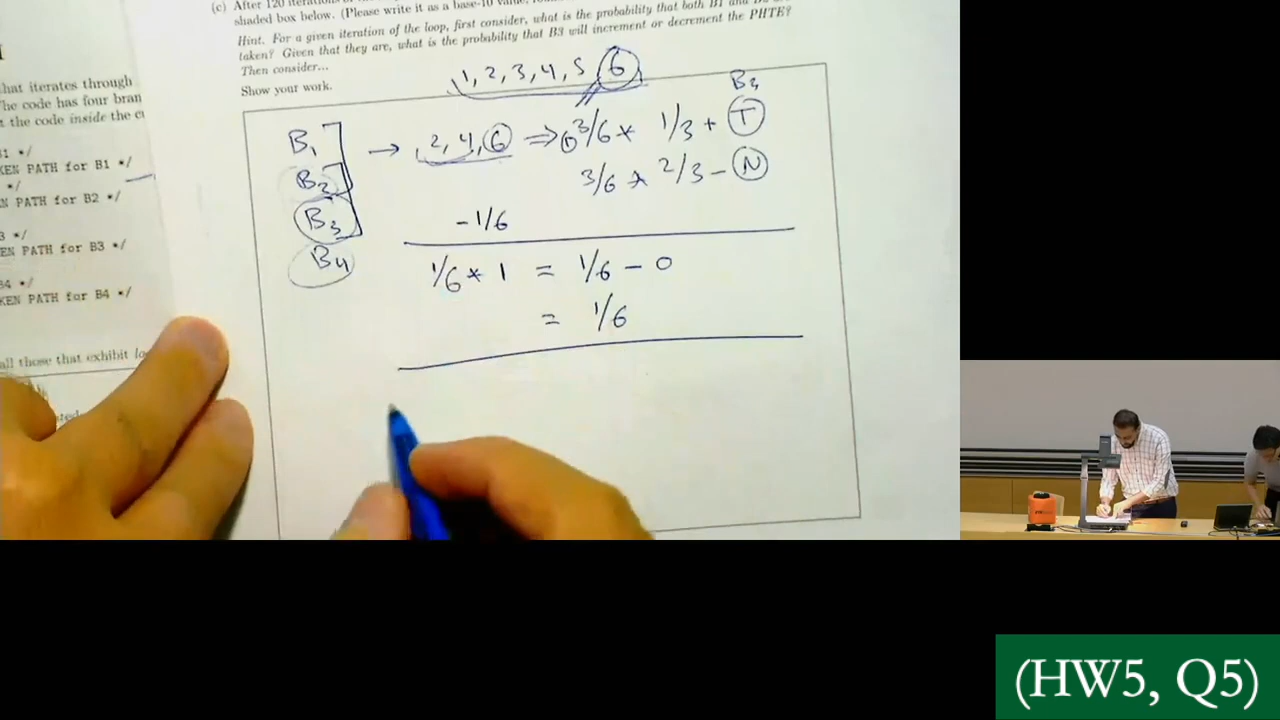 (c) After 120 iterations of the
shaded box below. (Please write it as a base-10 value,
Hint. For a given iteration of the loop, first consider, what is the probability that both B1 and
taken? Given that they are, what is the probability that B3 will increment or decrement the PHTE?
Then consider...
Show your work.
1, 2, 3, 4, 5, 6
that iterates through
The code has four bran
t the code inside the
B1 */
KEN PATH for B1 */
*/
N PATH for B2 */
3 */
EN PATH for B3 */
B4 */
KEN PATH for B4 */
all those that exhibit
B1 → 2, 4, 6 ⇒ 3/6 * 1/3 + T
B2 3/6 * 2/3 - N
B3 - 1/6
B4 1/6 * 1 = 1/6 - 0
= 1/6
(HW5, Q5)